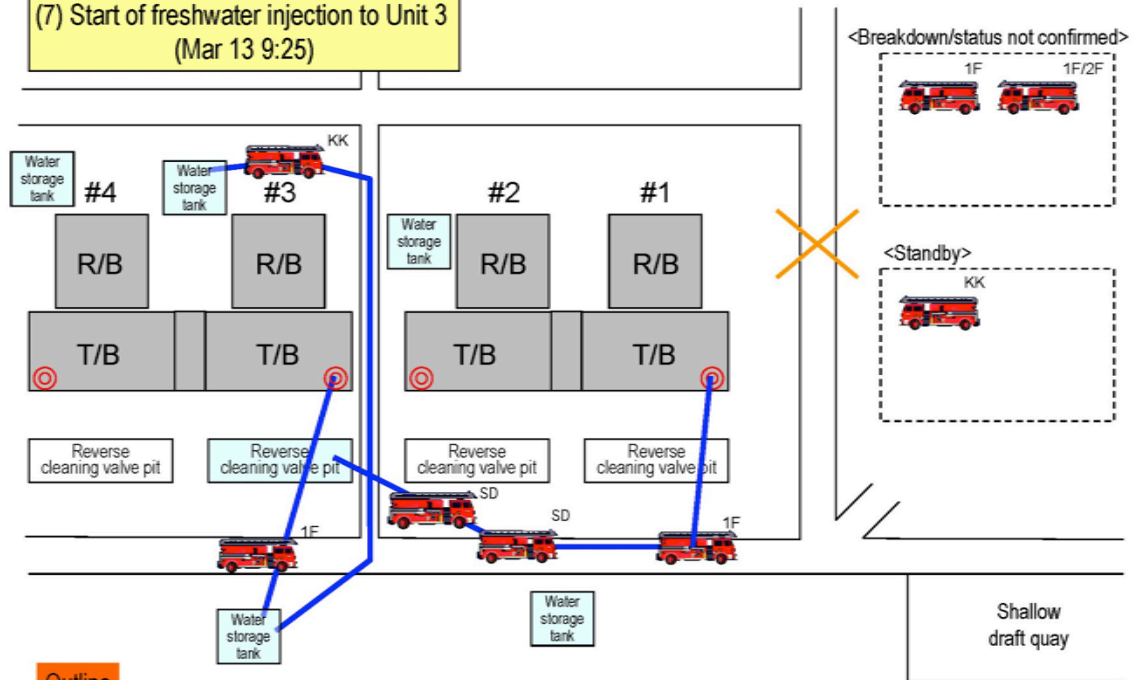 (7) Start of freshwater injection to Unit 3
(Mar 13 9:25)
<Breakdown/status not confirmed>
1F
1F/2F
KK
Water
storage
tank
Water
storage
tank
#4
#3
#2
#1
Water
storage
tank
R/B
R/B
R/B
R/B
<Standby>
KK
T/B
T/B
T/B
T/B
Reverse
cleaning valve pit
Reverse
cleaning valve pit
Reverse
cleaning valve pit
Reverse
cleaning valve pit
SD
SD
1F
1F
Water
storage
tank
Water
storage
tank
Shallow
draft quay
Outline